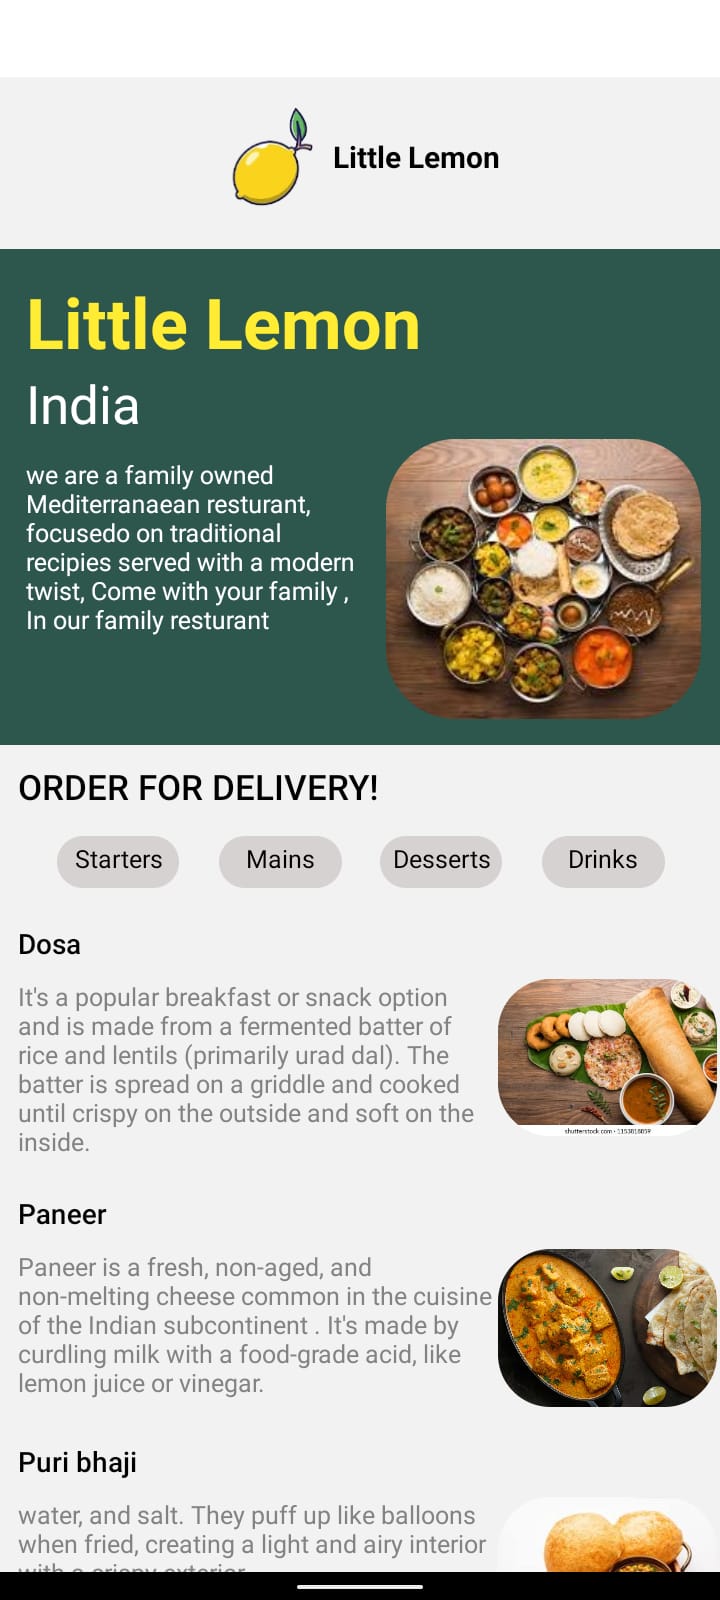 Little Lemon
Little Lemon
India
we are a family owned
Mediterranaean resturant,
focusedo on traditional
recipies served with a modern
twist, Come with your family ,
In our family resturant
ORDER FOR DELIVERY!
Starters Mains Desserts Drinks
Dosa
It's a popular breakfast or snack option
and is made from a fermented batter of
rice and lentils (primarily urad dal). The
batter is spread on a griddle and cooked
until crispy on the outside and soft on the
inside.
shutterstock.com •
Paneer
Paneer is a fresh, non-aged, and
non-melting cheese common in the cuisine
of the Indian subcontinent . It's made by
curdling milk with a food-grade acid, like
lemon juice or vinegar.
Puri bhaji
water, and salt. They puff up like balloons
when fried, creating a light and airy interior
with a crispy exterior